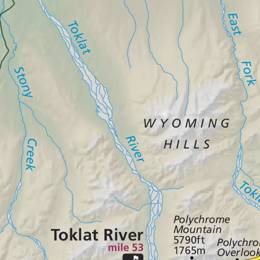 Toklat
East
Fork
Stony
Creek
River
WYOMING
HILLS
Toklat River
mile 53
Polychrome
Mountain
5790ft
1765m
Polychrome
Overlook